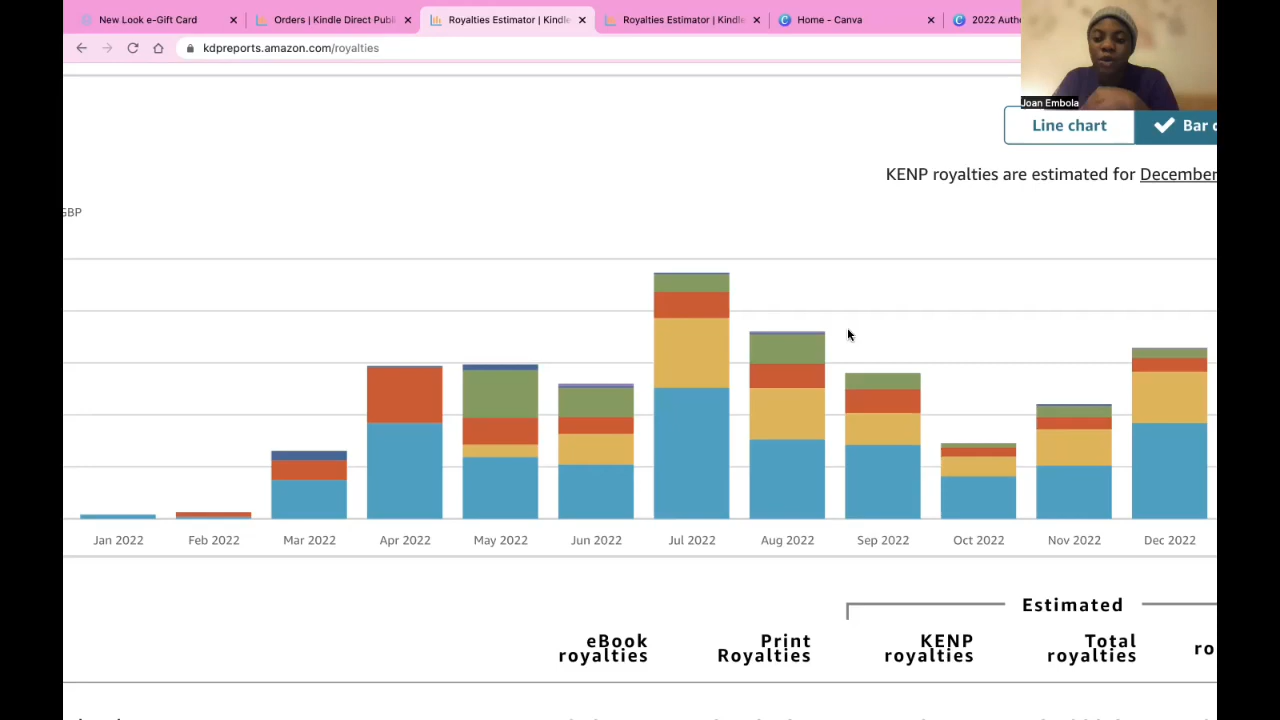 New Look e-Gift Card
Orders | Kindle Direct Publ
Royalties Estimator | Kindle
Royalties Estimator | Kindle
Home - Canva
2022 Autho
kdpreports.amazon.com/royalties
Joan Embola
Line chart
Bar c
KENP royalties are estimated for December
GBP
Jan 2022
Feb 2022
Mar 2022
Apr 2022
May 2022
Jun 2022
Jul 2022
Aug 2022
Sep 2022
Oct 2022
Nov 2022
Dec 2022
Estimated
eBook royalties
Print Royalties
KENP royalties
Total royalties
ro